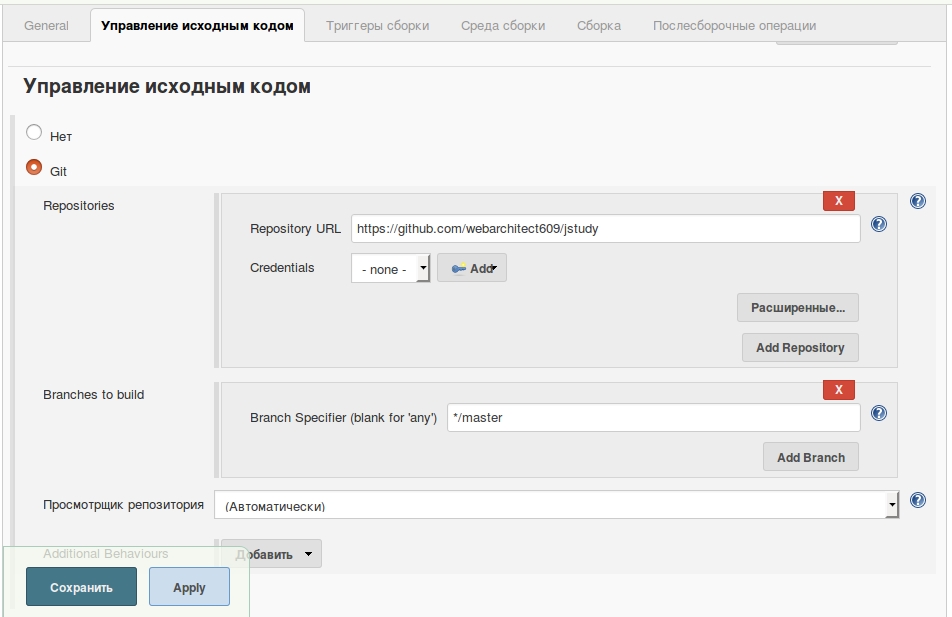 General Управление исходным кодом Триггеры сборки Среда сборки Сборка Послесборочные операции
Управление исходным кодом
Нет
Git
Repositories
X
Repository URL https://github.com/webarchitect609/jstudy
Credentials - none - Add
Расширенные...
Add Repository
Branches to build
X
Branch Specifier (blank for 'any') */master
Add Branch
Просмотрщик репозитория (Автоматически)
Additional Behaviours Добавить
Сохранить Apply